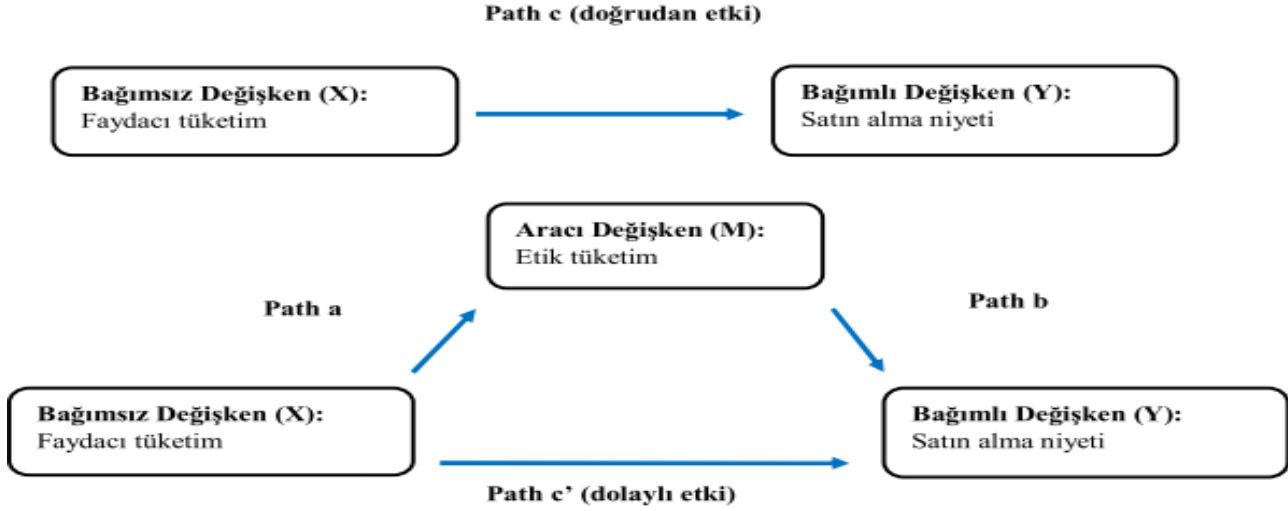 Path c (doğrudan etki)
Bağımsız Değişken (X):
Faydacı tüketim
Bağımlı Değişken (Y):
Satın alma niyeti
Aracı Değişken (M):
Etik tüketim
Path a
Path b
Bağımsız Değişken (X):
Faydacı tüketim
Bağımlı Değişken (Y):
Satın alma niyeti
Path c’ (dolaylı etki)